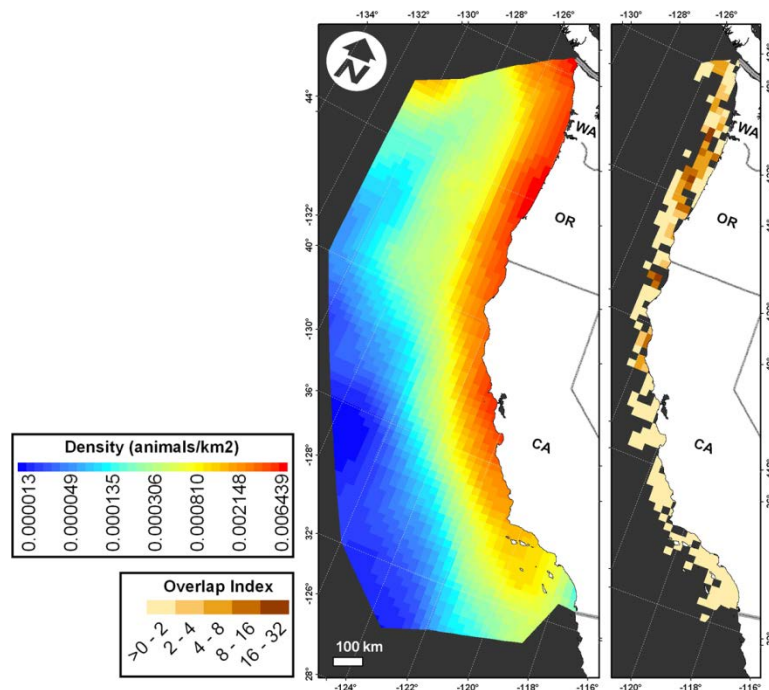 -134° -132° -130° -128° -126°
-120° -118° -116°
N
44°
WA
WA
-132°
OR
OR
40°
-130°
36°
CA
CA
-128°
Density (animals/km2)
0.000013 0.000049 0.000135 0.000306 0.000810 0.002148 0.006439
32°
-126°
Overlap Index
>0 - 2 2 - 4 4 - 8 8 - 16 16 - 32
100 km
28°
-124° -122° -120° -118°
-120° -118° -116°